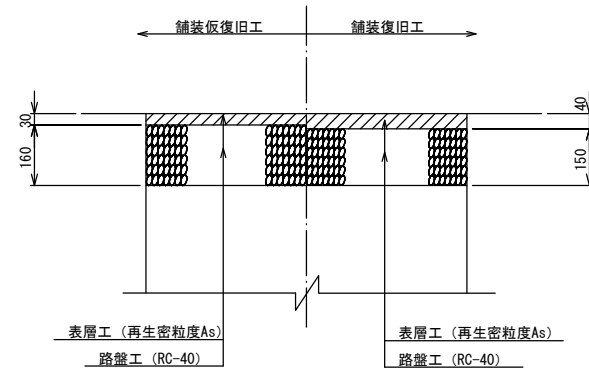 舗装仮復旧工
舗装復旧工
30
160
40
150
表層工（再生密粒度As）
路盤工（RC-40）
表層工（再生密粒度As）
路盤工（RC-40）